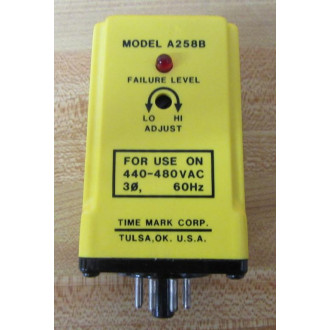 MODEL A258B
FAILURE LEVEL
LO HI
ADJUST
FOR USE ON
440-480VAC
3Ø, 60Hz
TIME MARK CORP.
TULSA,OK. U.S.A.